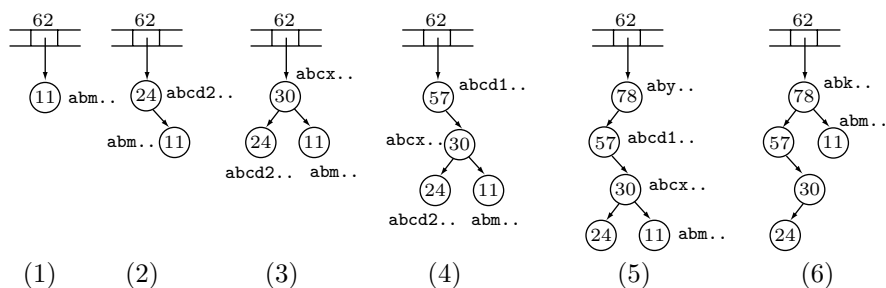 62 62 62 62 62 62
11 abm..
24 abcd2..
abm.. 11
abcx..
30
24 11
abcd2.. abm..
57 abcd1..
abcx.. 30
24 11
abcd2.. abm..
78 aby..
57 abcd1..
30 abcx..
24 11 abm..
abk..
78
abm..
57 11
30
24
(1) (2) (3) (4) (5) (6)